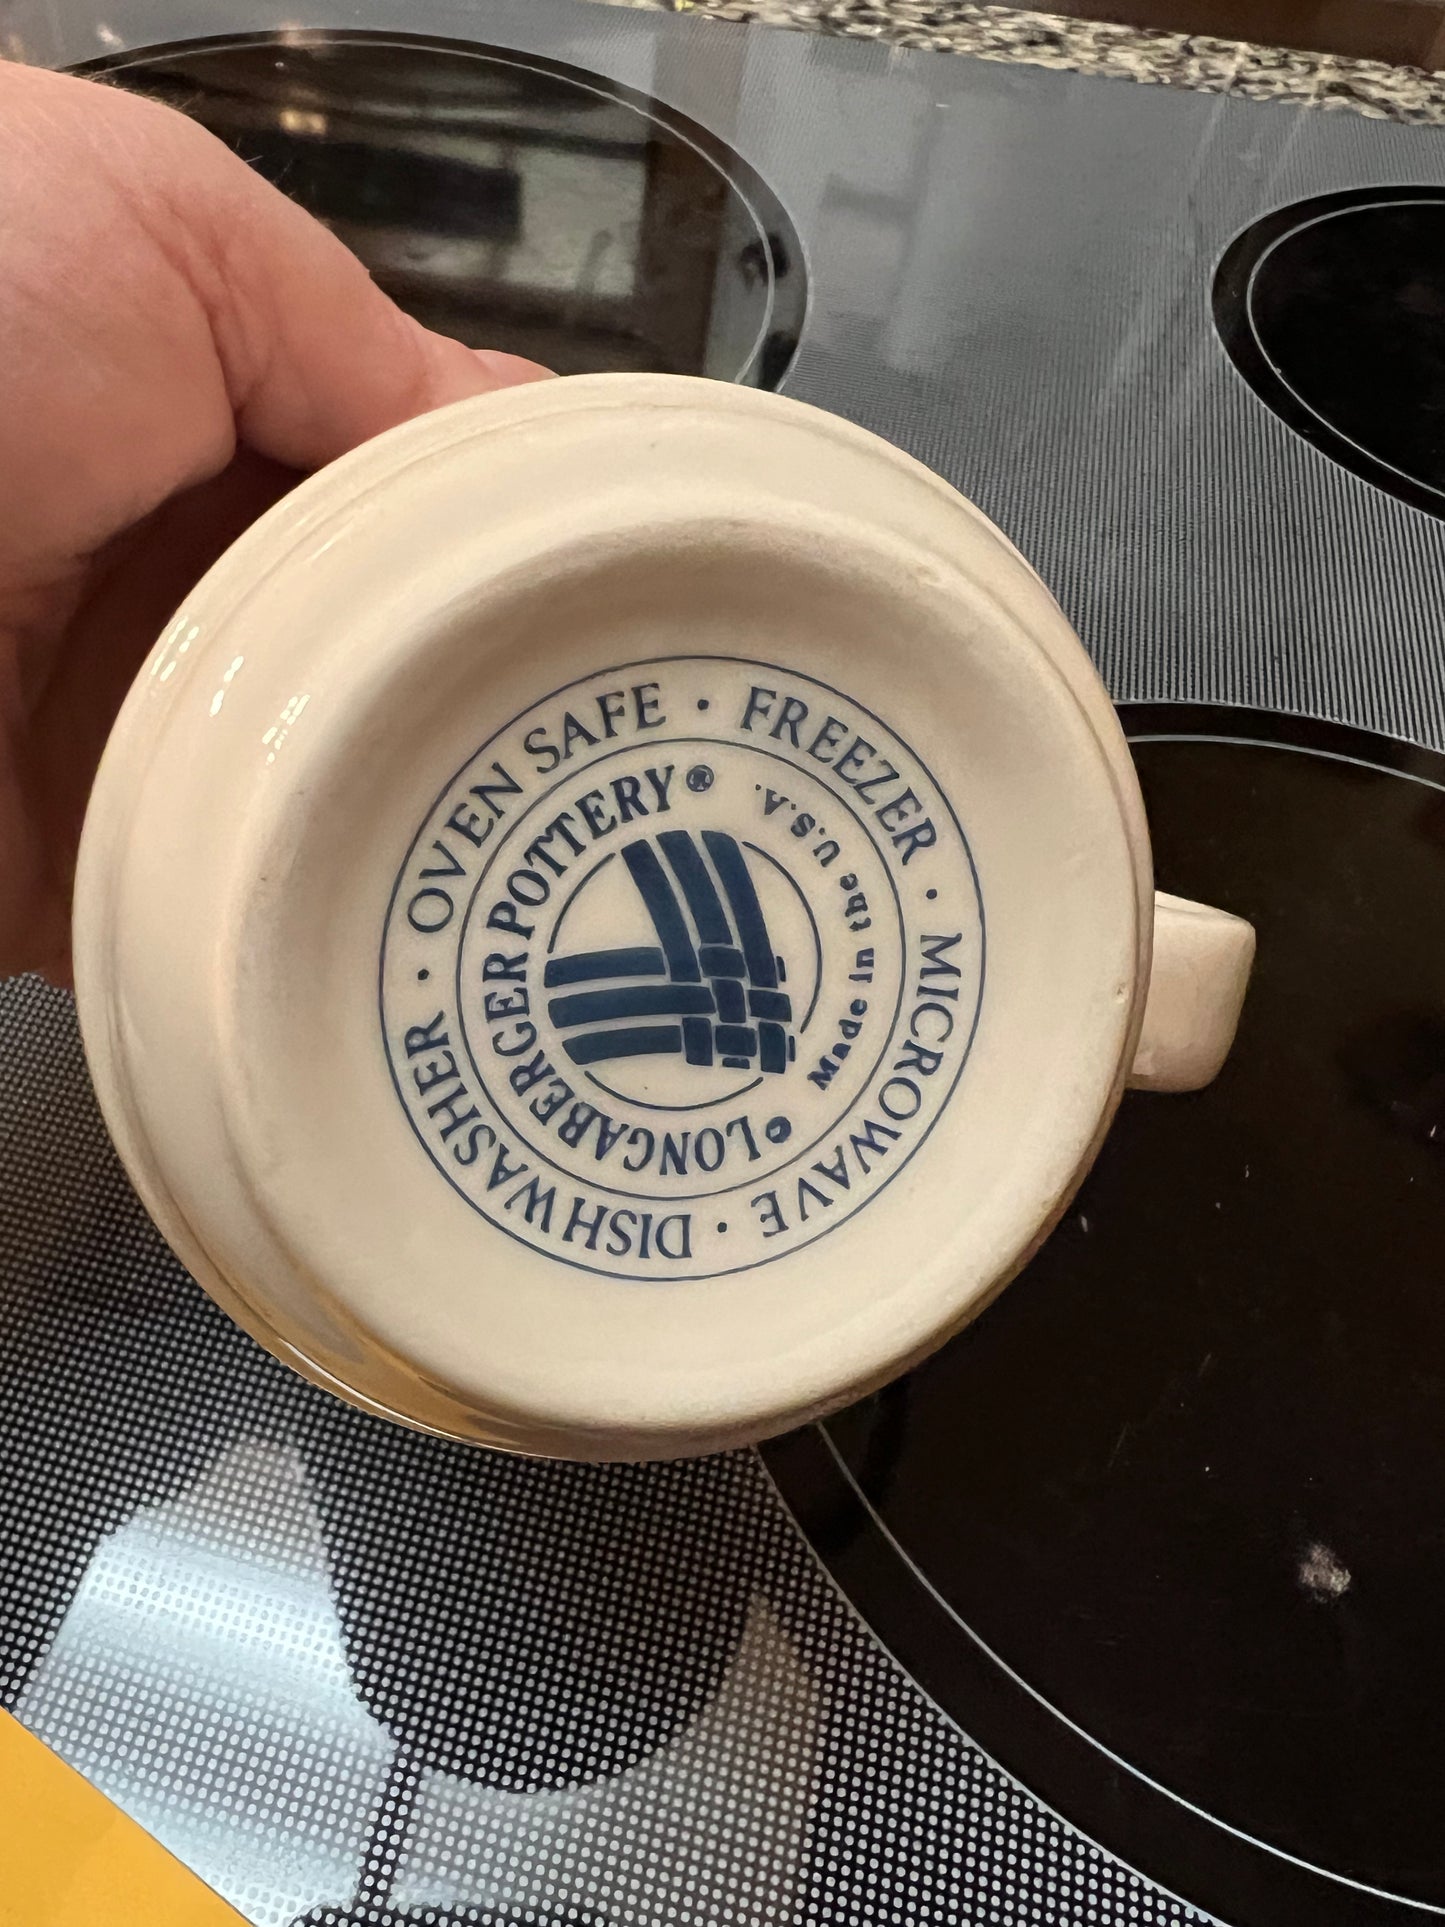 OVEN SAFE · FREEZER · MICROWAVE · DISHWASHER ·
LONGABERGER POTTERY®
Made in the U.S.A.